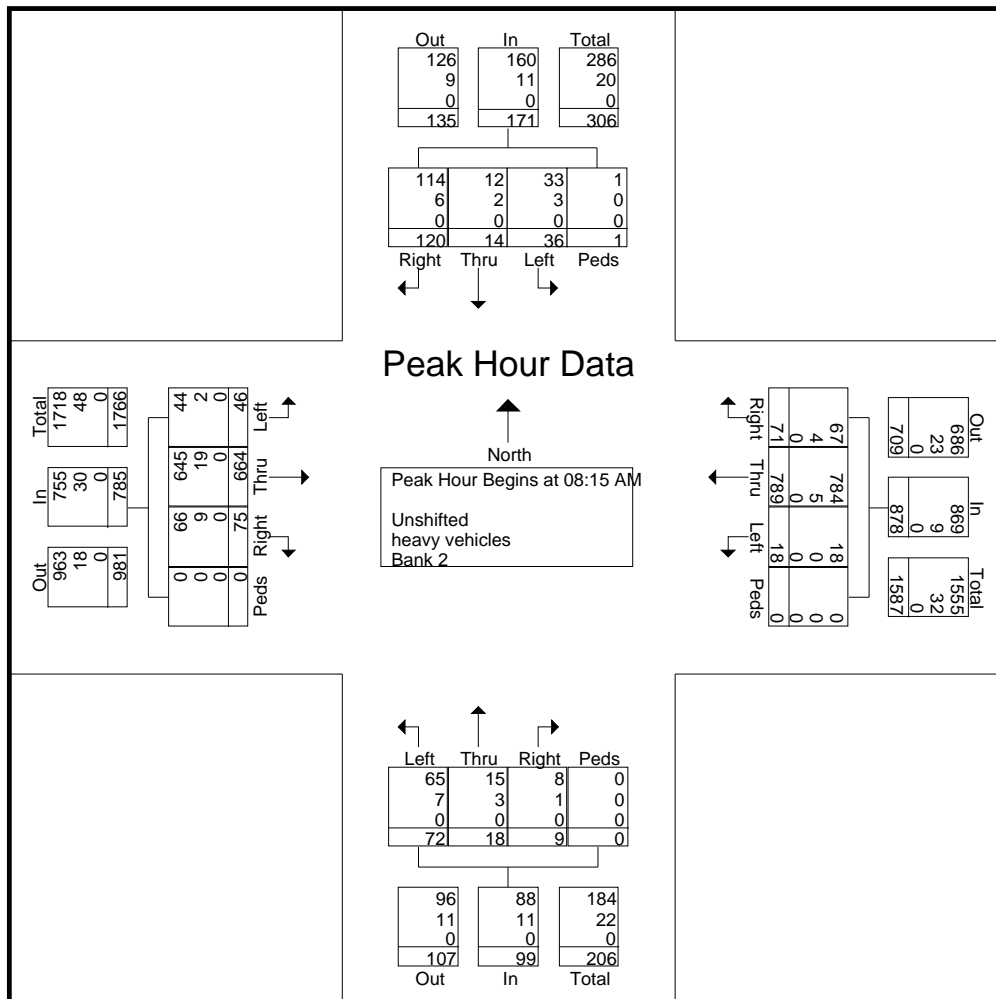 Out In Total
126 160 286
9 11 20
0 0 0
135 171 306
114 12 33 1
6 2 3 0
0 0 0 0
120 14 36 1
Right Thru Left Peds
Peak Hour Data
North
Peak Hour Begins at 08:15 AM
Unshifted
heavy vehicles
Bank 2
Total
1718
48
0
1766
In
755
30
0
785
Out
963
18
0
981
44
2
0
46
Left
645
19
0
664
Thru
66
9
0
75
Right
0
0
0
0
Peds
Right
71
0
4
67
Thru
789
0
5
784
Left
18
0
0
18
Peds
0
0
0
0
Out
686
23
0
709
In
869
9
0
878
Total
1555
32
0
1587
Left Thru Right Peds
65 15 8 0
7 3 1 0
0 0 0 0
72 18 9 0
96 88 184
11 11 22
0 0 0
107 99 206
Out In Total